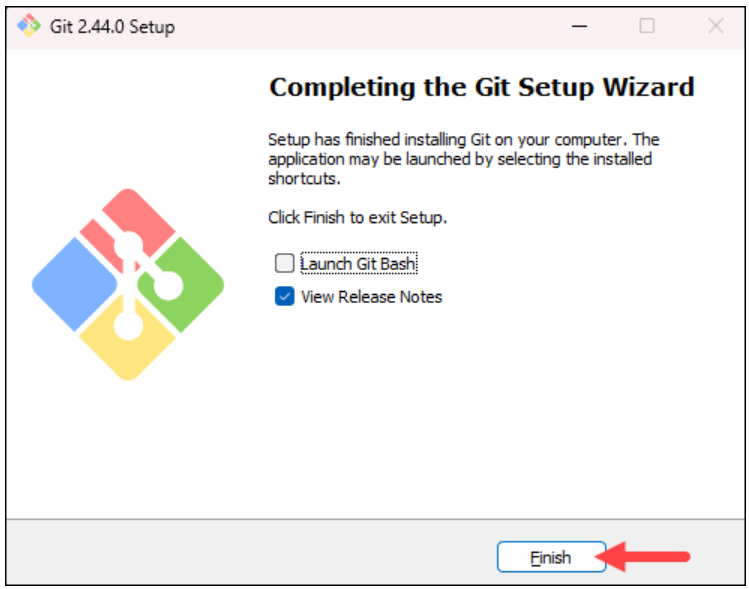 Git 2.44.0 Setup
Completing the Git Setup Wizard
Setup has finished installing Git on your computer. The
application may be launched by selecting the installed
shortcuts.
Click Finish to exit Setup.
Launch Git Bash
View Release Notes
Finish